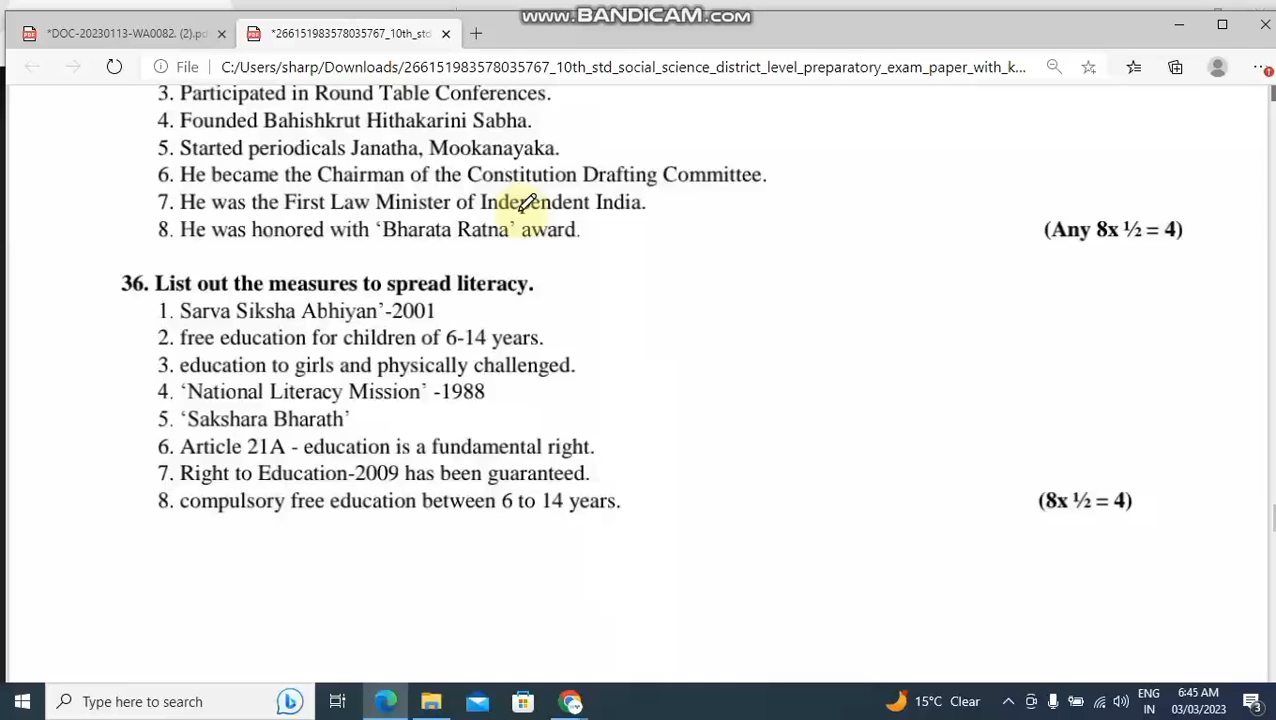 www.BANDICAM.com
*DOC-20230113-WA0082. (2).pd
*266151983578035767_10th_std
File C:/Users/sharp/Downloads/266151983578035767_10th_std_social_science_district_level_preparatory_exam_paper_with_k...
3. Participated in Round Table Conferences.
4. Founded Bahishkrut Hithakarini Sabha.
5. Started periodicals Janatha, Mookanayaka.
6. He became the Chairman of the Constitution Drafting Committee.
7. He was the First Law Minister of Independent India.
8. He was honored with ‘Bharata Ratna’ award. (Any 8x ½ = 4)
36. List out the measures to spread literacy.
1. Sarva Siksha Abhiyan’-2001
2. free education for children of 6-14 years.
3. education to girls and physically challenged.
4. ‘National Literacy Mission’ -1988
5. ‘Sakshara Bharath’
6. Article 21A - education is a fundamental right.
7. Right to Education-2009 has been guaranteed.
8. compulsory free education between 6 to 14 years. (8x ½ = 4)
Type here to search
15°C Clear
ENG
IN
6:45 AM
03/03/2023
3